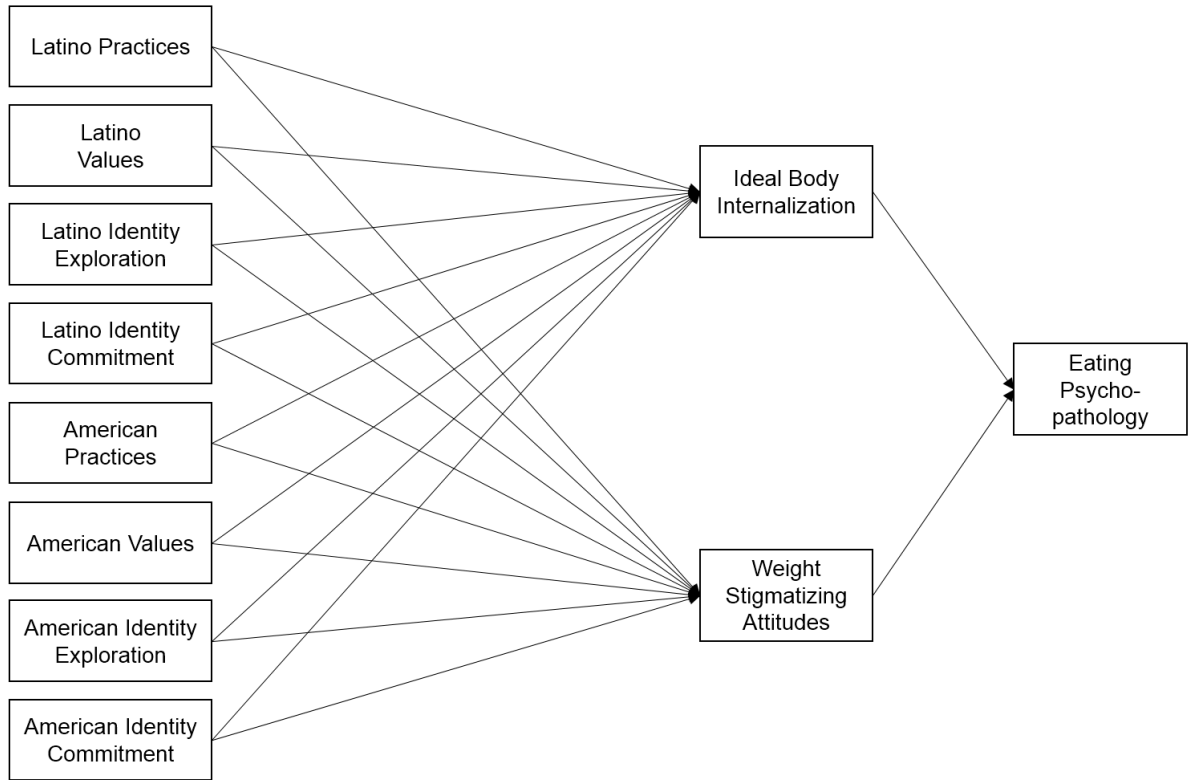 Latino Practices
Latino
Values
Latino Identity
Exploration
Latino Identity
Commitment
American
Practices
American Values
American Identity
Exploration
American Identity
Commitment
Ideal Body
Internalization
Weight
Stigmatizing
Attitudes
Eating
Psycho-
pathology